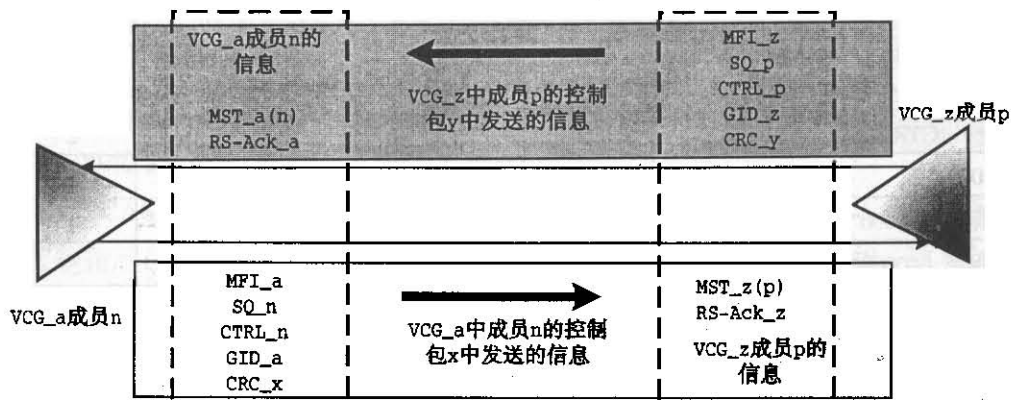 VCG_a成员n的
信息
MST_a(n)
RS-Ack_a
VCG_z中成员p的控制
包y中发送的信息
MFI_z
SQ_p
CTRL_p
GID_z
CRC_y
VCG_z成员p
VCG_a成员n
MFI_a
SQ_n
CTRL_n
GID_a
CRC_x
VCG_a中成员n的控制
包x中发送的信息
MST_z(p)
RS-Ack_z
VCG_z成员p的
信息